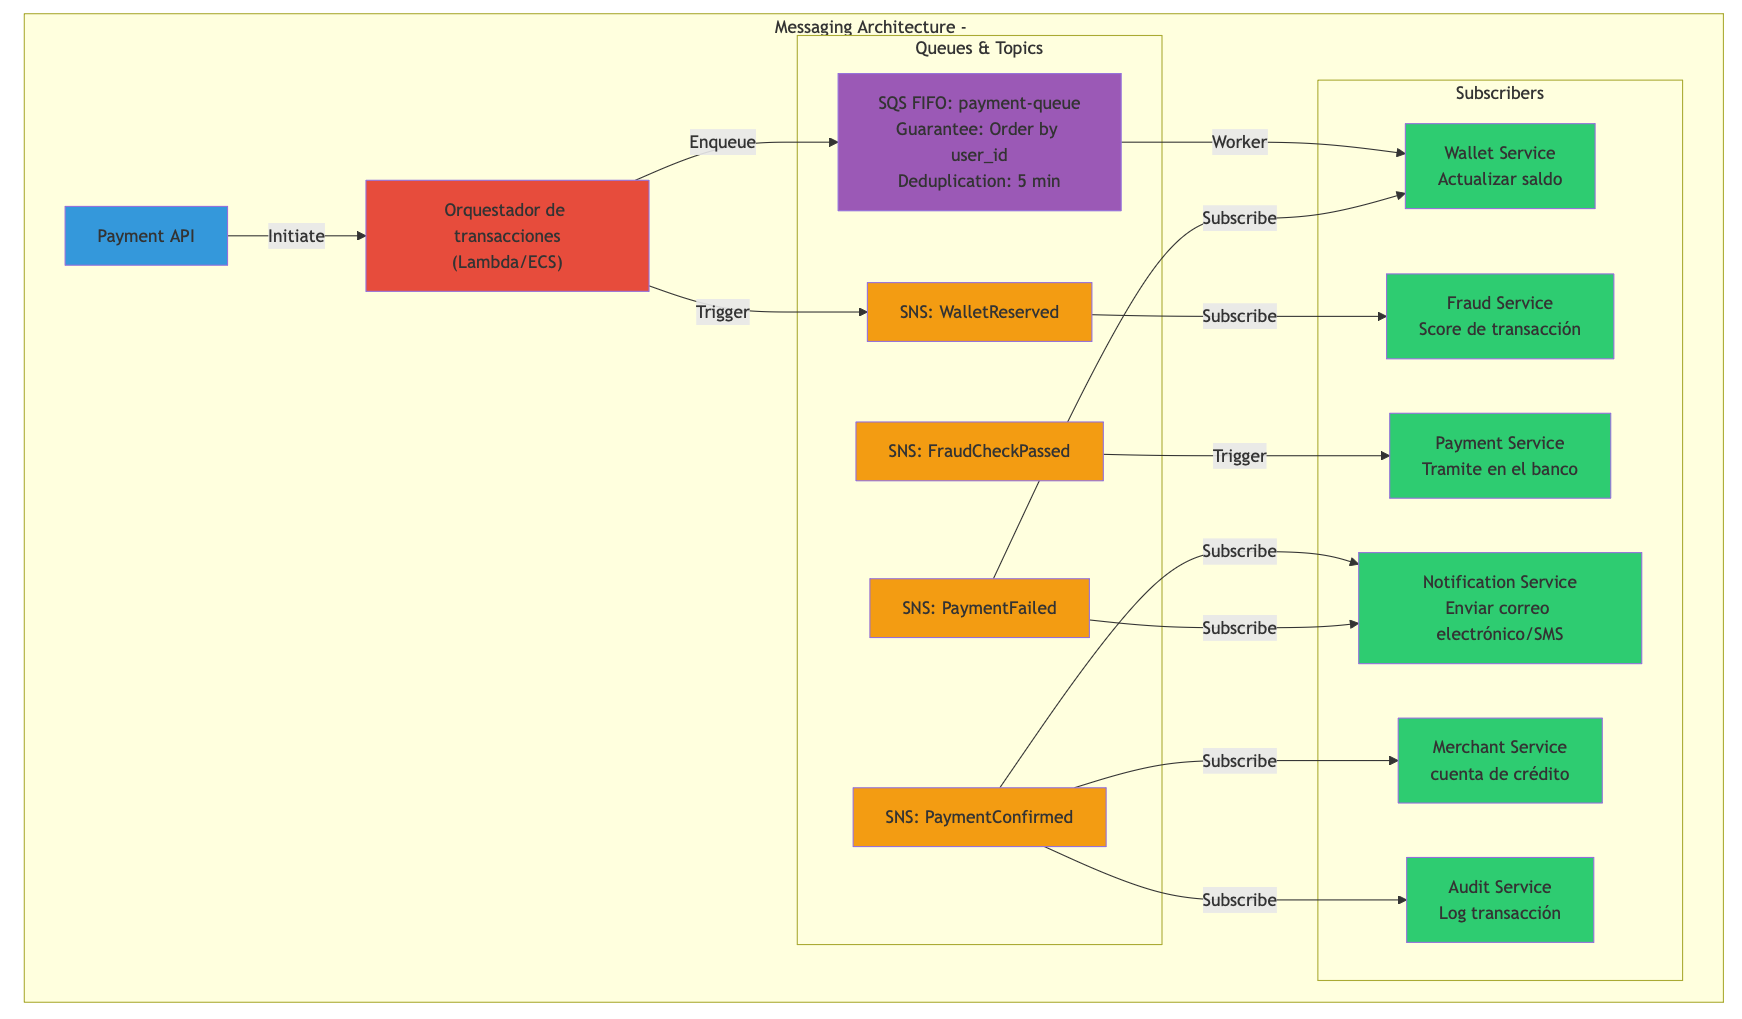 Messaging Architecture -
Queues & Topics
Subscribers
Payment API
Initiate
Orquestador de
transacciones
(Lambda/ECS)
Enqueue
Trigger
SQS FIFO: payment-queue
Guarantee: Order by
user_id
Deduplication: 5 min
SNS: WalletReserved
SNS: FraudCheckPassed
SNS: PaymentFailed
SNS: PaymentConfirmed
Worker
Subscribe
Subscribe
Trigger
Subscribe
Subscribe
Subscribe
Subscribe
Wallet Service
Actualizar saldo
Fraud Service
Score de transacción
Payment Service
Tramite en el banco
Notification Service
Enviar correo
electrónico/SMS
Merchant Service
cuenta de crédito
Audit Service
Log transacción